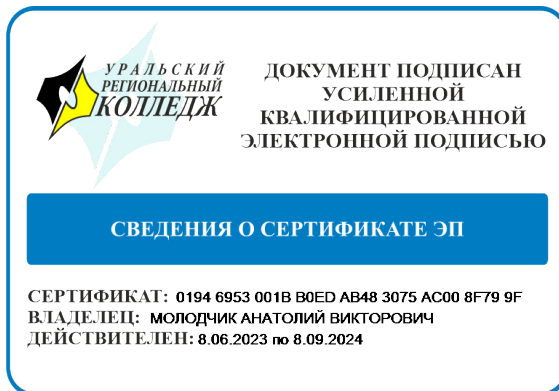 УРАЛЬСКИЙ
РЕГИОНАЛЬНЫЙ
КОЛЛЕДЖ
ДОКУМЕНТ ПОДПИСАН
УСИЛЕННОЙ
КВАЛИФИЦИРОВАННОЙ
ЭЛЕКТРОННОЙ ПОДПИСЬЮ
СВЕДЕНИЯ О СЕРТИФИКАТЕ ЭП
СЕРТИФИКАТ: 0194 6953 001B B0ED AB48 3075 AC00 8F79 9F
ВЛАДЕЛЕЦ: МОЛОДЧИК АНАТОЛИЙ ВИКТОРОВИЧ
ДЕЙСТВИТЕЛЕН: 8.06.2023 по 8.09.2024